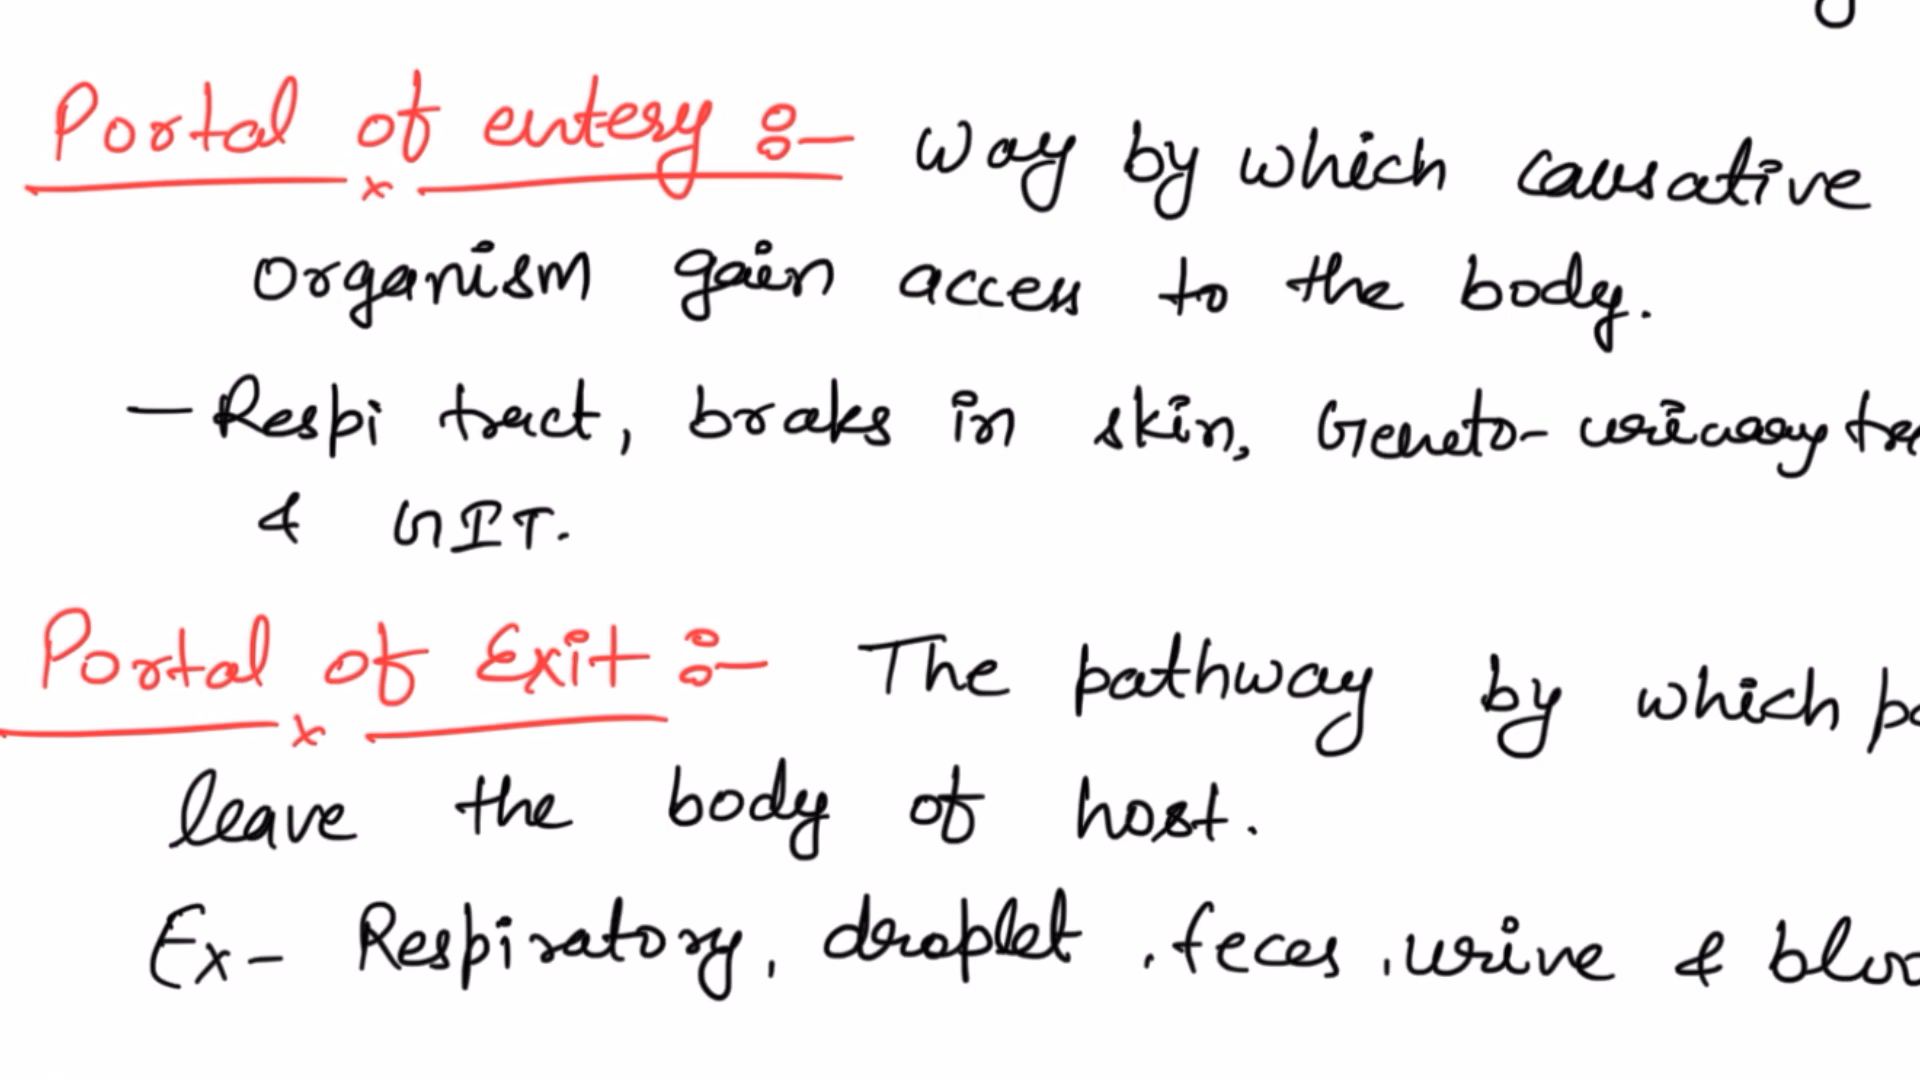 Portal of entery :-  Way by which causative
organism gain access to the body.
- Respi tract, braks in skin, Geneto-urinary
& GIT.
Portal of Exit :- The pathway by which
leave the body of host.
Ex- Respiratory, droplet, feces, urine &